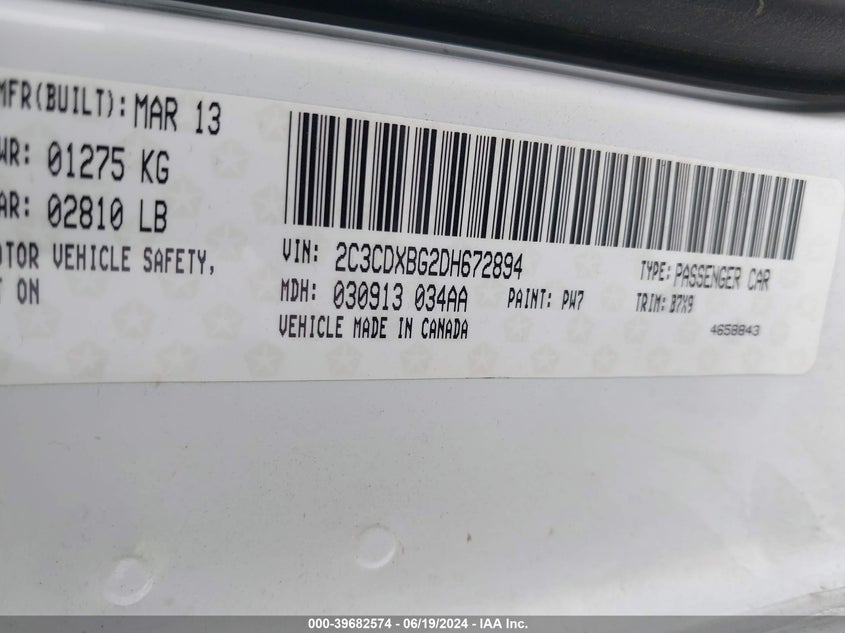 MFR(BUILT): MAR 13
WR: 01275 KG
AR: 02810 LB
OTOR VEHICLE SAFETY,
T ON
VIN: 2C3CDXBG2DH672894
TYPE: PASSENGER CAR
MDH: 030913 034AA
PAINT: PW7
TRIM: B7X9
VEHICLE MADE IN CANADA
4658843
000-39682574 - 06/19/2024 - IAA Inc.